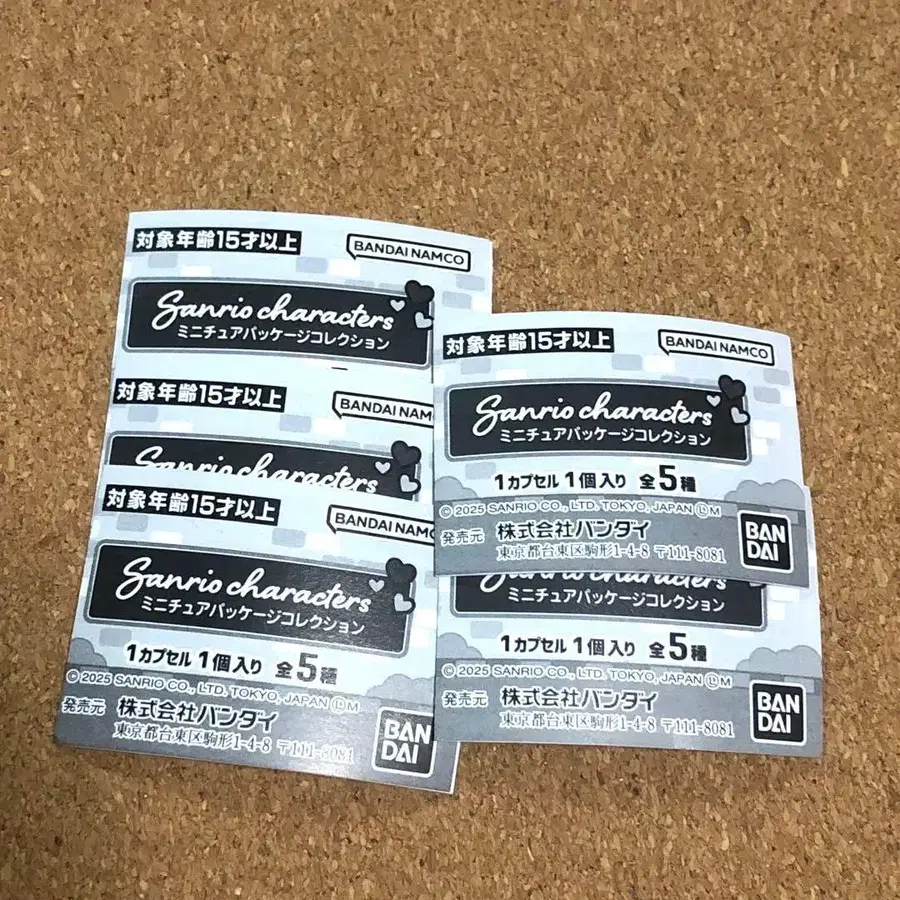 対象年齢15才以上
BANDAI NAMCO
Sanrio characters
ミニチュアパッケージコレクション
対象年齢15才以上
BANDAI NAM
Sanrio characters
対象年齢15才以上
BANDAI NAMC
Sanrio characters
ミニチュアパッケージコレクション
1カプセル1個入り 全5種
© 2025 SANRIO CO., LTD. TOKYO, JAPAN Ⓛ Ⓜ
発売元 株式会社バンダイ
東京都台東区駒形1-4-8 〒111-8081
BAN
DAI
対象年齢15才以上
BANDAI NAMCO
Sanrio characters
ミニチュアパッケージコレクション
1カプセル1個入り 全5種
© 2025 SANRIO CO., LTD. TOKYO, JAPAN Ⓛ Ⓜ
発売元 株式会社バンダイ
東京都台東区駒形1-4-8 〒111-8081
BAN
DAI
Sanrio characters
ミニチュアパッケージコレクション
1カプセル1個入り 全5種
© 2025 SANRIO CO., LTD. TOKYO, JAPAN Ⓛ Ⓜ
発売元 株式会社バンダイ
東京都台東区駒形1-4-8 〒111-8081
BAN
DAI